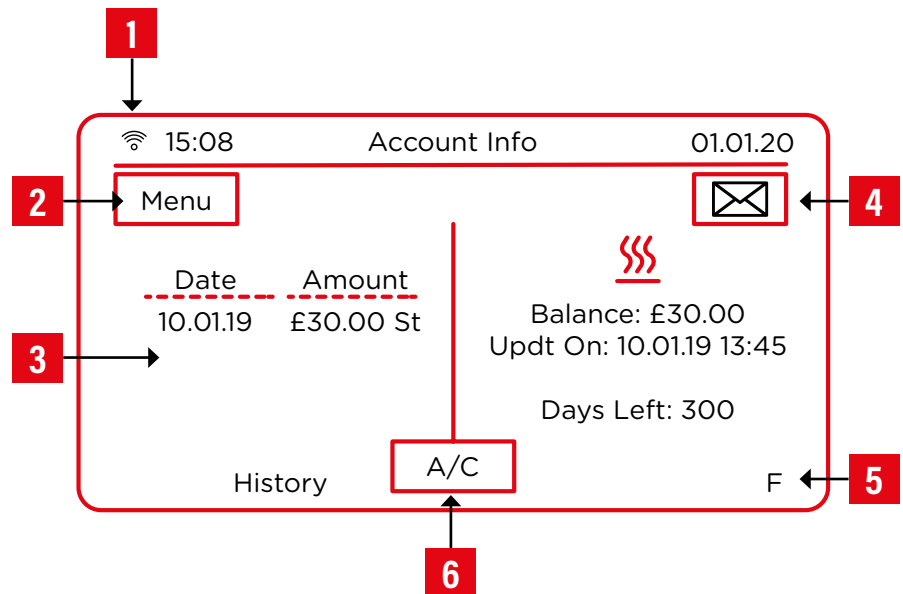 1
15:08 Account Info 01.01.20
2 Menu 4
Date Amount
10.01.19 £30.00 St
3
Balance: £30.00
Updt On: 10.01.19 13:45
Days Left: 300
History A/C F 5
6